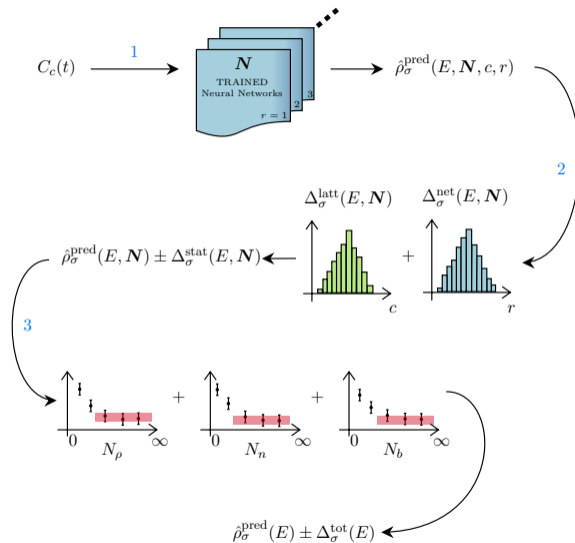 1
C_c(t)
N
TRAINED
Neural Networks
r = 1
2
3
ρ̂_σ^pred(E, N, c, r)
2
Δ_σ^latt(E, N)
Δ_σ^net(E, N)
+
c
r
ρ̂_σ^pred(E, N) ± Δ_σ^stat(E, N)
3
+
+
0
∞
N_ρ
0
∞
N_n
0
∞
N_b
ρ̂_σ^pred(E) ± Δ_σ^tot(E)